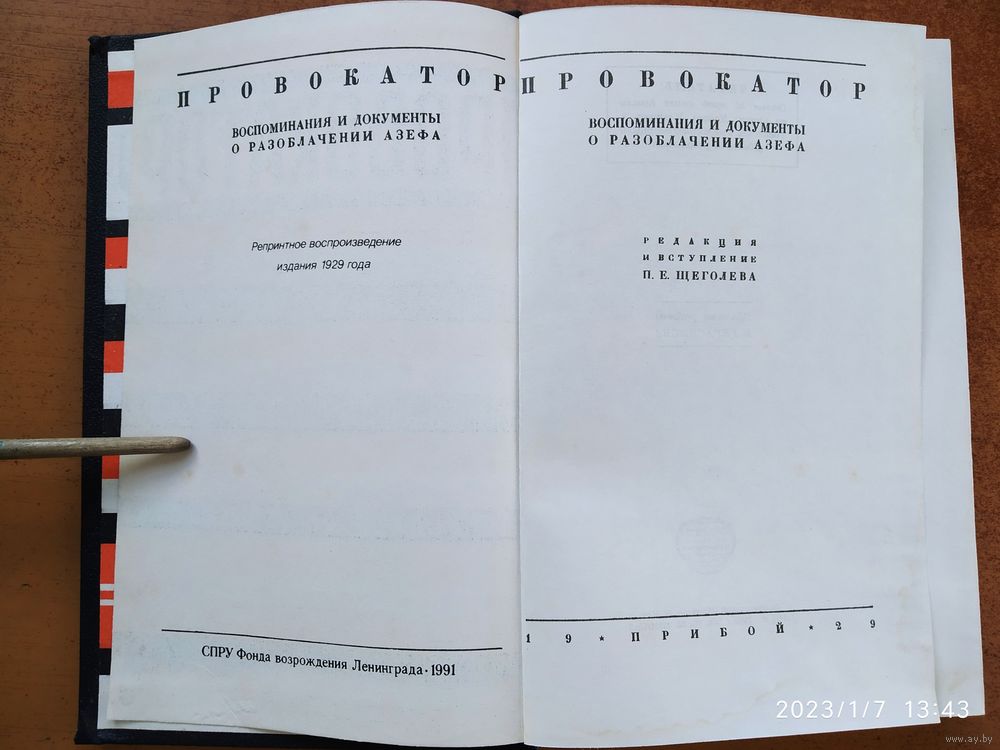 ПРОВОКАТОР
ВОСПОМИНАНИЯ И ДОКУМЕНТЫ
О РАЗОБЛАЧЕНИИ АЗЕФА
Репринтное воспроизведение
издания 1929 года
СПРУ Фонда возрождения Ленинграда · 1991
ПРОВОКАТОР
ВОСПОМИНАНИЯ И ДОКУМЕНТЫ
О РАЗОБЛАЧЕНИИ АЗЕФА
РЕДАКЦИЯ
И ВСТУПЛЕНИЕ
П. Е. ЩЕГОЛЕВА
19 * ПРИБОЙ * 29
2023/1/7 13:43
www.ay.by